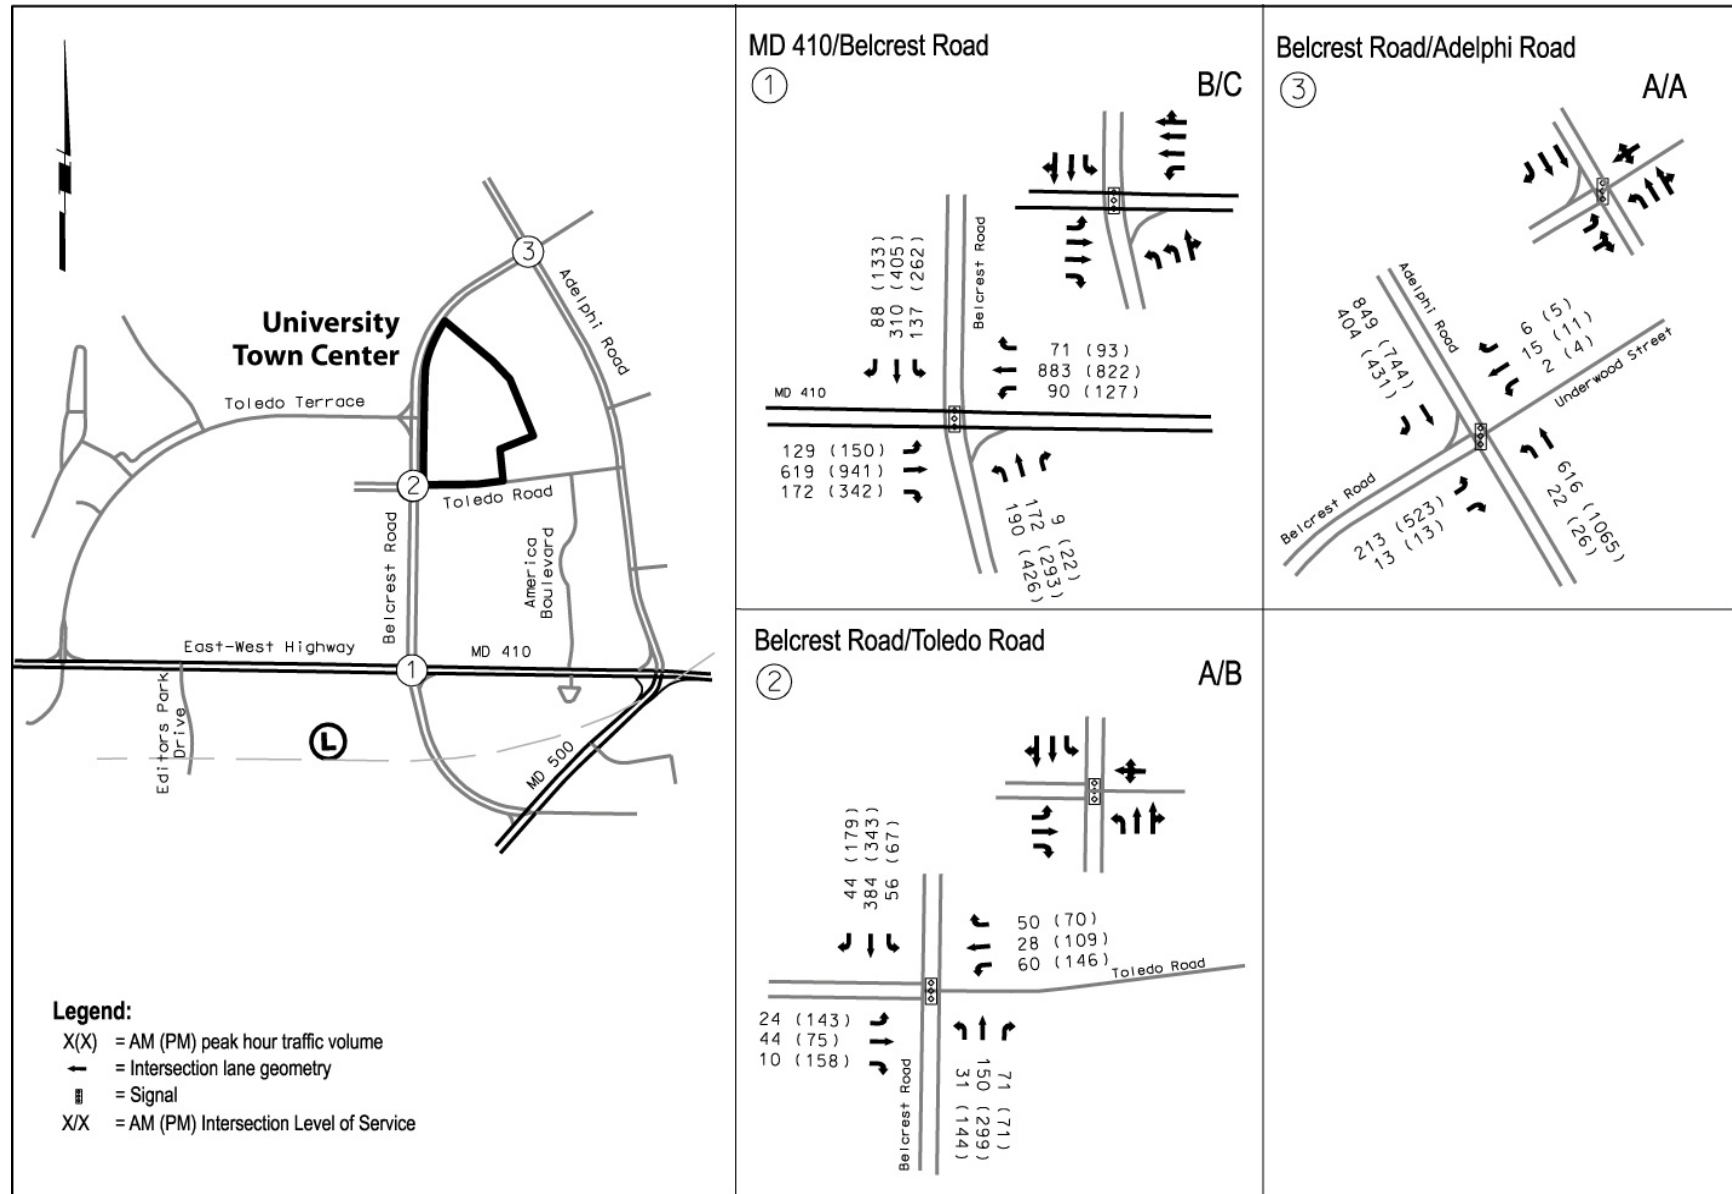 University
Town Center
Toledo Terrace
3
Adelphi Road
2
Toledo Road
Belcrest Road
America
Boulevard
East-West Highway
MD 410
1
Editors Park
Drive
L
MD 500
Legend:
X(X) = AM (PM) peak hour traffic volume
= Intersection lane geometry
= Signal
X/X = AM (PM) Intersection Level of Service
MD 410/Belcrest Road
1
B/C
88 (133)
310 (405)
137 (262)
Belcrest Road
71 (93)
883 (822)
90 (127)
MD 410
129 (150)
619 (941)
172 (342)
9 (22)
172 (293)
190 (426)
Belcrest Road/Toledo Road
2
A/B
44 (179)
384 (343)
56 (67)
50 (70)
28 (109)
60 (146)
Toledo Road
24 (143)
44 (75)
10 (158)
Belcrest Road
71 (71)
150 (299)
31 (144)
Belcrest Road/Adelphi Road
3
A/A
Adelphi Road
849 (744)
404 (431)
6 (5)
15 (11)
2 (4)
Underwood Street
Belcrest Road
213 (523)
13 (13)
616 (1065)
22 (26)